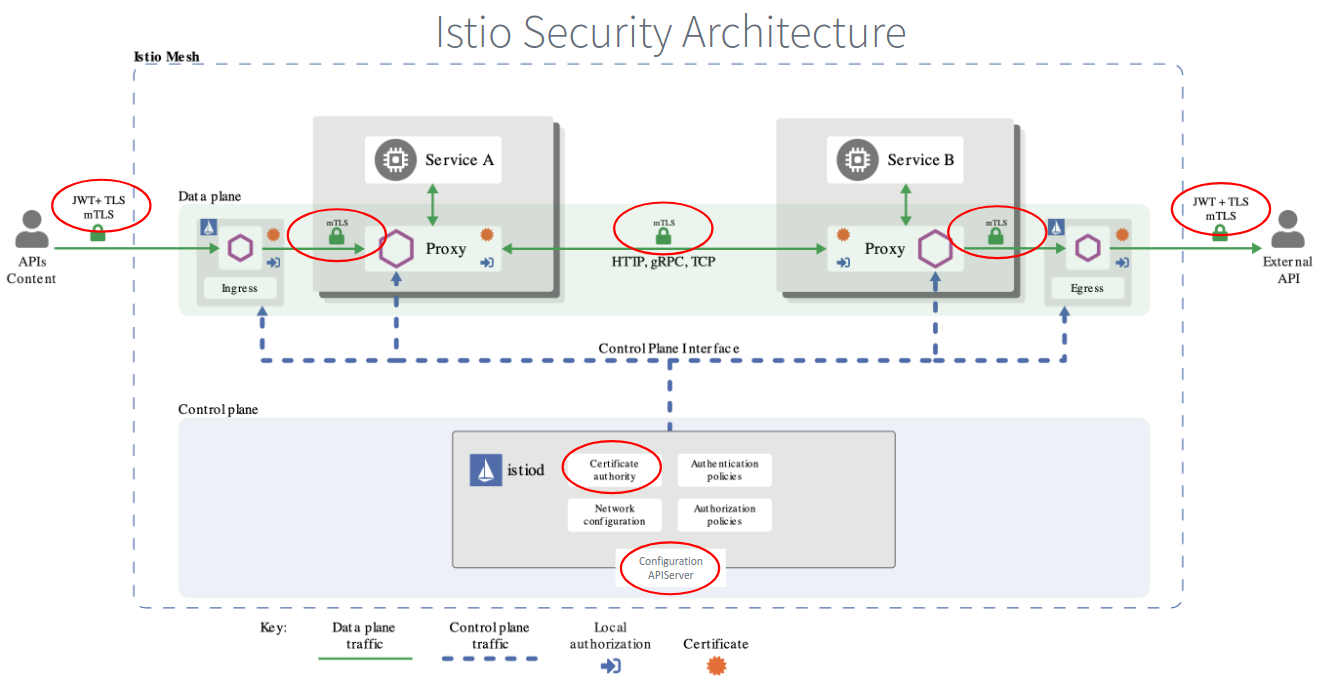 Istio Security Architecture
Istio Mesh
Service A
Service B
JWT+ TLS
mTLS
Data plane
mTLS
mTLS
mTLS
JWT + TLS
mTLS
Proxy
Proxy
HTTP, gRPC, TCP
APIs
Content
Ingress
Egress
External
API
Control Plane Interface
Control plane
istiod
Certificate
authority
Authentication
policies
Network
configuration
Authorization
policies
Configuration
APIServer
Key:
Data plane
traffic
Control plane
traffic
Local
authorization
Certificate